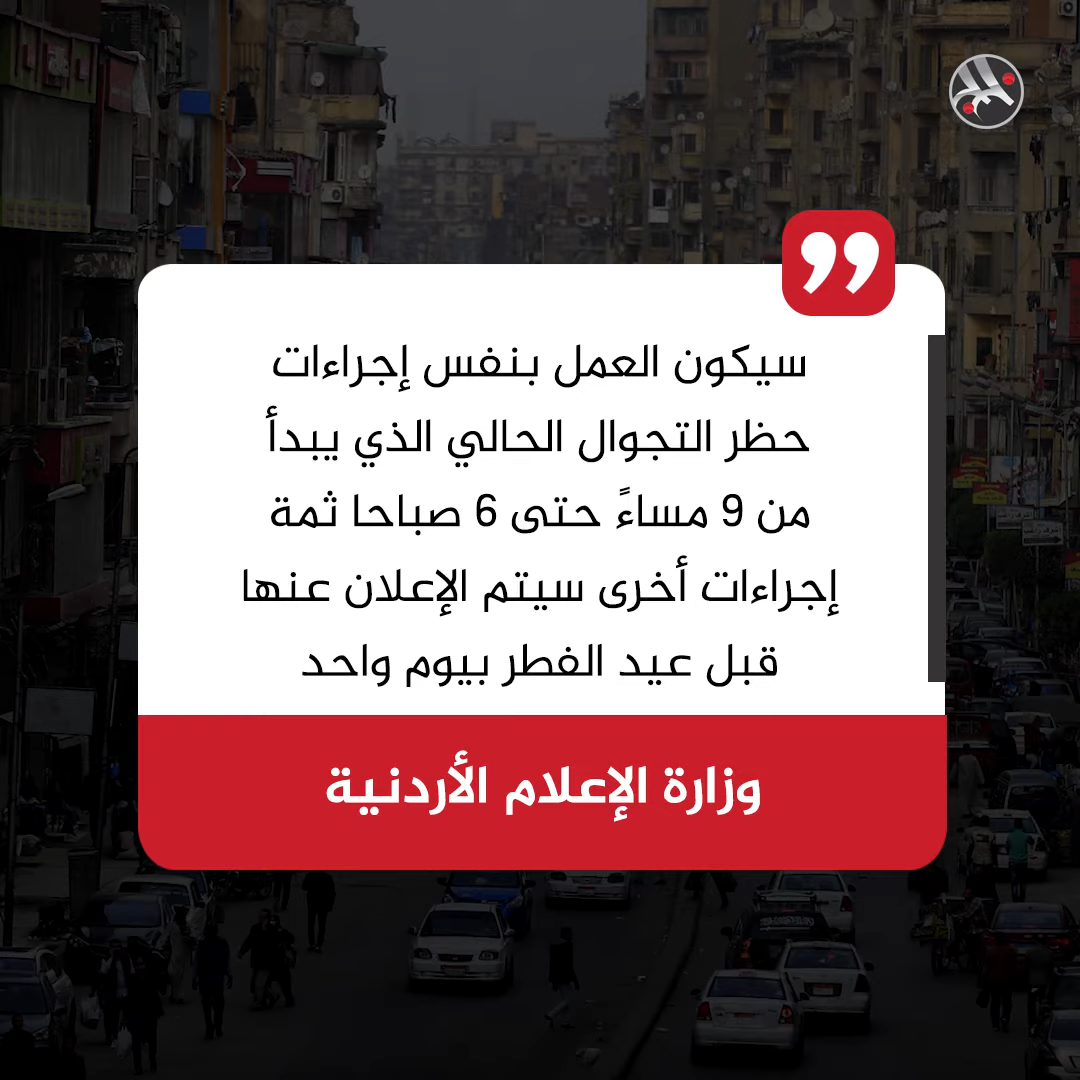 سيكون العمل بنفس إجراءات
حظر التجوال الحالي الذي يبدأ
من 9 مساءً حتى 6 صباحا ثمة
إجراءات أخرى سيتم الإعلان عنها
قبل عيد الفطر بيوم واحد
وزارة الإعلام الأردنية